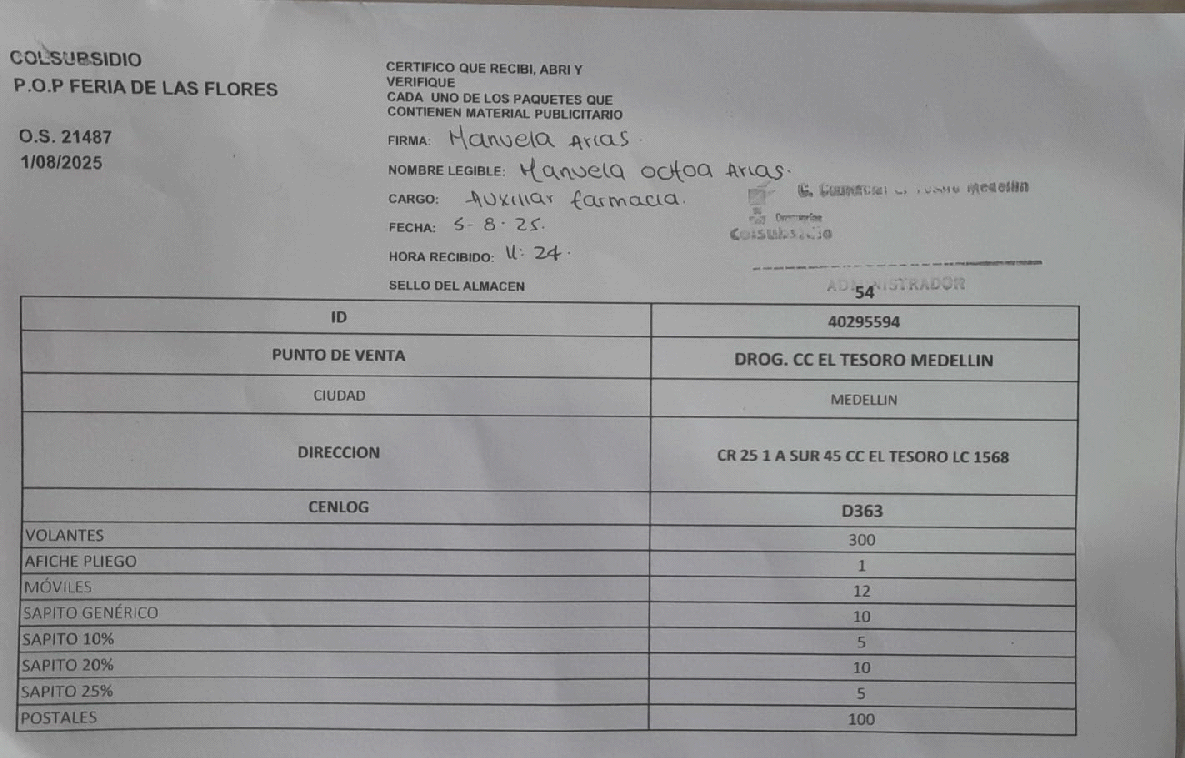 COLSUBSIDIO
P.O.P FERIA DE LAS FLORES
O.S. 21487
1/08/2025
CERTIFICO QUE RECIBI, ABRI Y
VERIFIQUE
CADA UNO DE LOS PAQUETES QUE
CONTIENEN MATERIAL PUBLICITARIO
FIRMA: Manuela Arias.
NOMBRE LEGIBLE: Manuela ochoa Arias.
CARGO: Auxiliar farmacia.
FECHA: 5-8-25.
HORA RECIBIDO: 11:24.
SELLO DEL ALMACEN
Medellin
Colsubsidio
ADMINISTRADOR
54
ID 40295594
PUNTO DE VENTA DROG. CC EL TESORO MEDELLIN
CIUDAD MEDELLIN
DIRECCION CR 25 1 A SUR 45 CC EL TESORO LC 1568
CENLOG D363
VOLANTES 300
AFICHE PLIEGO 1
MÓVILES 12
SAPITO GENÉRICO 10
SAPITO 10% 5
SAPITO 20% 10
SAPITO 25% 5
POSTALES 100